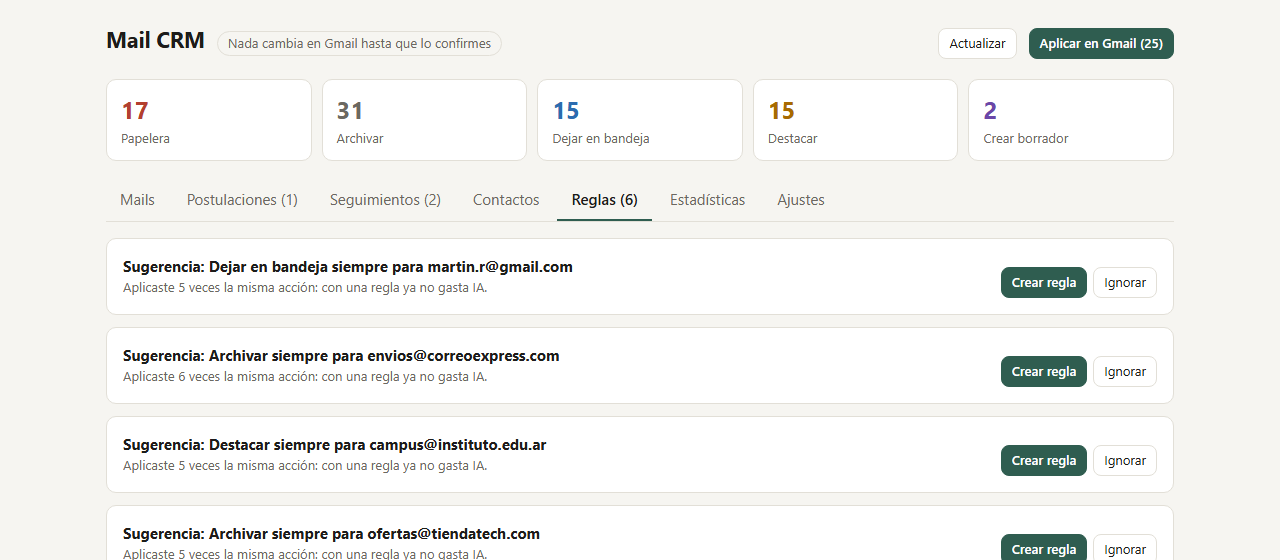 Mail CRM
Nada cambia en Gmail hasta que lo confirmes
Actualizar
Aplicar en Gmail (25)
17
Papelera
31
Archivar
15
Dejar en bandeja
15
Destacar
2
Crear borrador
Mails
Postulaciones (1)
Seguimientos (2)
Contactos
Reglas (6)
Estadísticas
Ajustes
Sugerencia: Dejar en bandeja siempre para martin.r@gmail.com
Aplicaste 5 veces la misma acción: con una regla ya no gasta IA.
Crear regla
Ignorar
Sugerencia: Archivar siempre para envios@correoexpress.com
Aplicaste 6 veces la misma acción: con una regla ya no gasta IA.
Crear regla
Ignorar
Sugerencia: Destacar siempre para campus@instituto.edu.ar
Aplicaste 5 veces la misma acción: con una regla ya no gasta IA.
Crear regla
Ignorar
Sugerencia: Archivar siempre para ofertas@tiendatech.com
Aplicaste 5 veces la misma acción: con una regla ya no gasta IA.
Crear regla
Ignorar